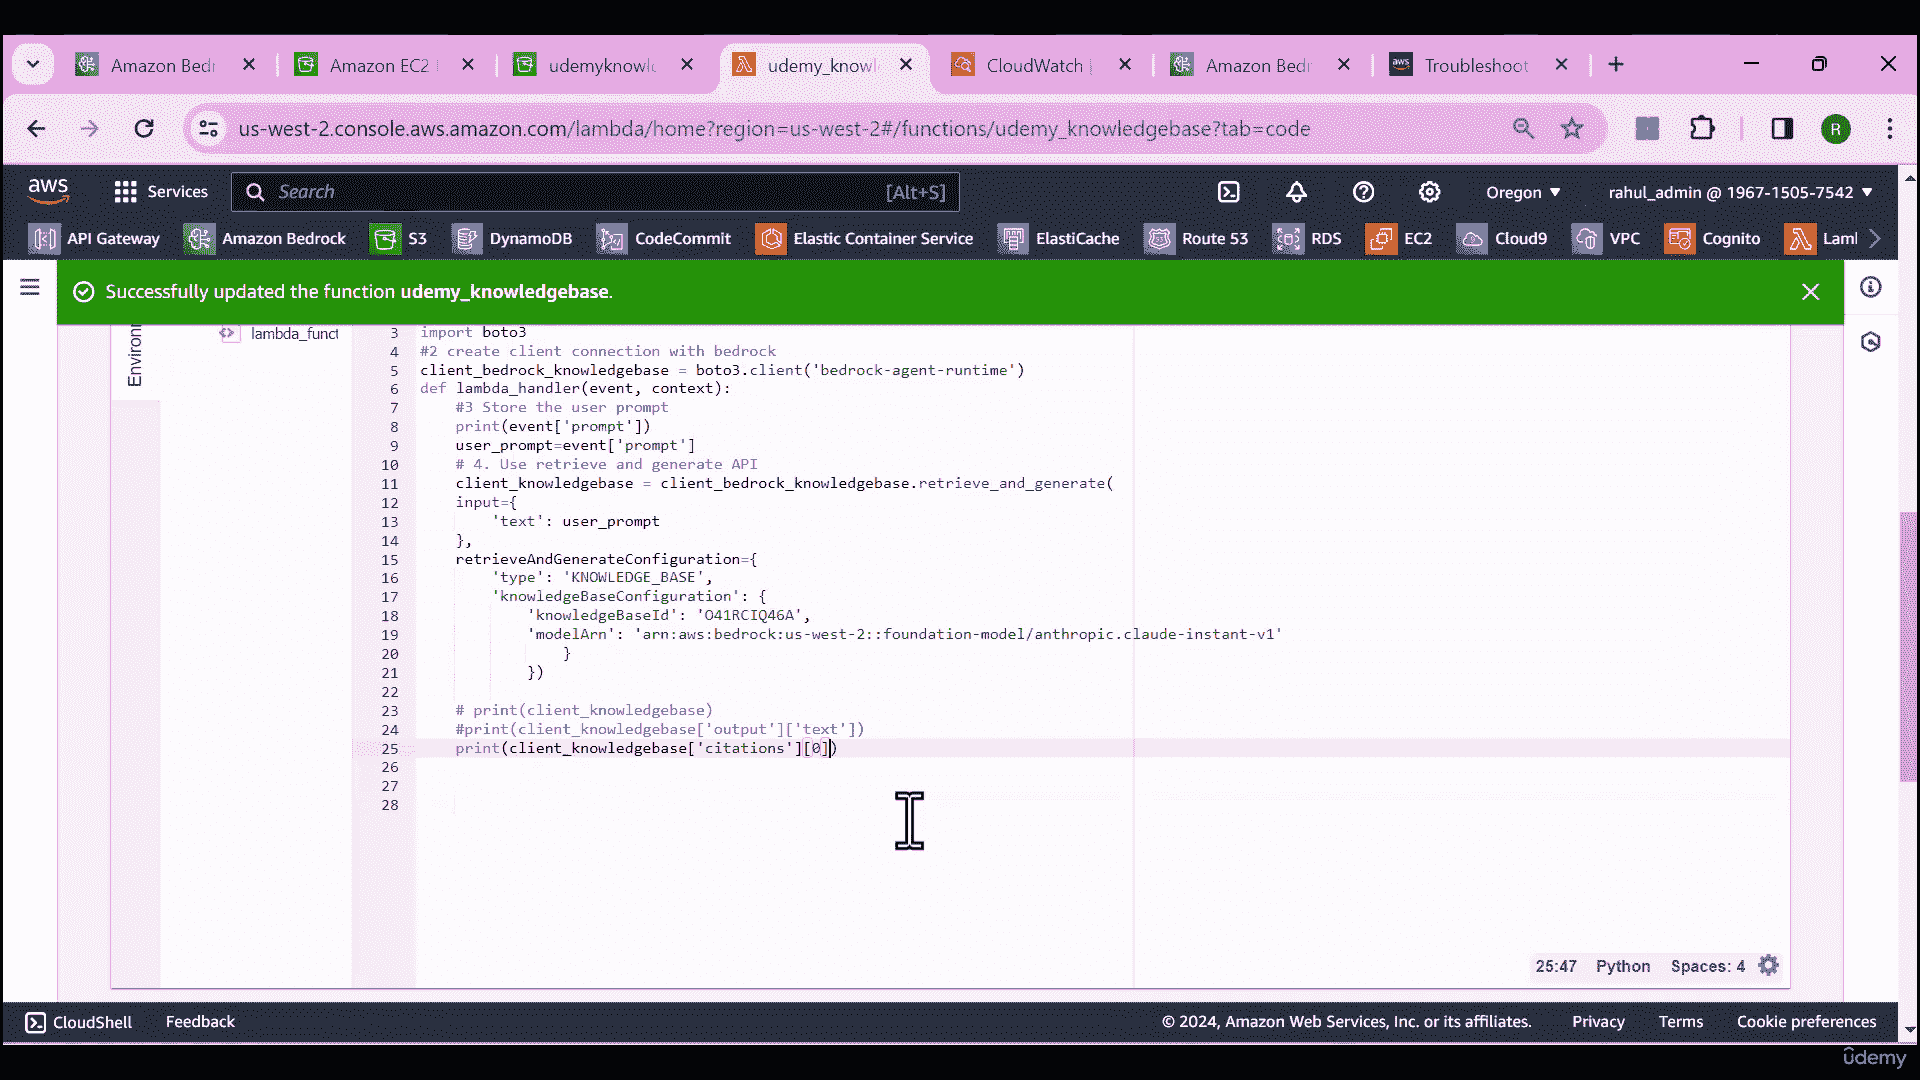 Amazon Bedr
Amazon EC2
udemyknowl
udemy_knowl
CloudWatch
Amazon Bedr
aws
Troubleshoot
us-west-2.console.aws.amazon.com/lambda/home?region=us-west-2#/functions/udemy_knowledgebase?tab=code
R
aws
Services
Search
[Alt+S]
Oregon
rahul_admin @ 1967-1505-7542
API Gateway
Amazon Bedrock
S3
DynamoDB
CodeCommit
Elastic Container Service
ElastiCache
Route 53
RDS
EC2
Cloud9
VPC
Cognito
Laml
Successfully updated the function udemy_knowledgebase.
Environ
lambda_funct
3 import boto3
4 #2 create client connection with bedrock
5 client_bedrock_knowledgebase = boto3.client('bedrock-agent-runtime')
6 def lambda_handler(event, context):
7 #3 Store the user prompt
8 print(event['prompt'])
9 user_prompt=event['prompt']
10 # 4. Use retrieve and generate API
11 client_knowledgebase = client_bedrock_knowledgebase.retrieve_and_generate(
12 input={
13 'text': user_prompt
14 },
15 retrieveAndGenerateConfiguration={
16 'type': 'KNOWLEDGE_BASE',
17 'knowledgeBaseConfiguration': {
18 'knowledgeBaseId': 'O41RCIQ46A',
19 'modelArn': 'arn:aws:bedrock:us-west-2::foundation-model/anthropic.claude-instant-v1'
20 }
21 })
22
23 # print(client_knowledgebase)
24 #print(client_knowledgebase['output']['text'])
25 print(client_knowledgebase['citations'][0])
26
27
28
25:47 Python Spaces: 4
CloudShell
Feedback
© 2024, Amazon Web Services, Inc. or its affiliates.
Privacy
Terms
Cookie preferences
udemy